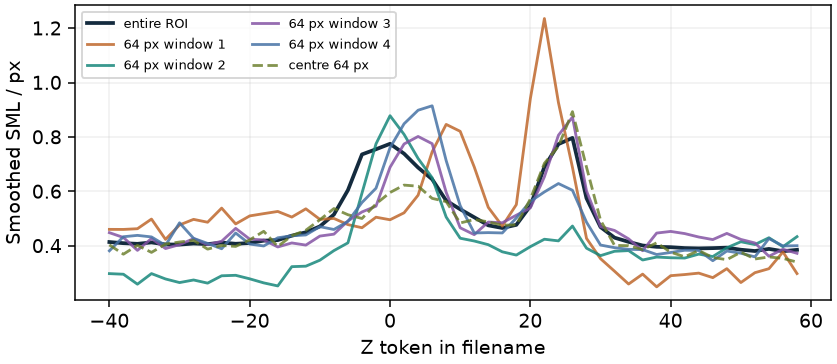 entire ROI
64 px window 1
64 px window 2
64 px window 3
64 px window 4
centre 64 px
Smoothed SML / px
1.2
1.0
0.8
0.6
0.4
−40
−20
0
20
40
60
Z token in filename